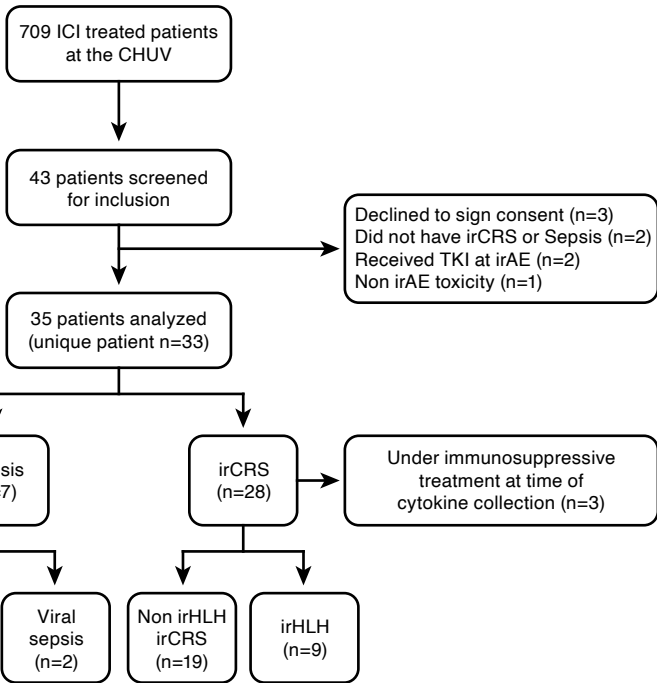 709 ICI treated patients
at the CHUV
43 patients screened
for inclusion
Declined to sign consent (n=3)
Did not have irCRS or Sepsis (n=2)
Received TKI at irAE (n=2)
Non irAE toxicity (n=1)
35 patients analyzed
(unique patient n=33)
irCRS
(n=28)
Under immunosuppressive
treatment at time of
cytokine collection (n=3)
Viral
sepsis
(n=2)
Non irHLH
irCRS
(n=19)
irHLH
(n=9)